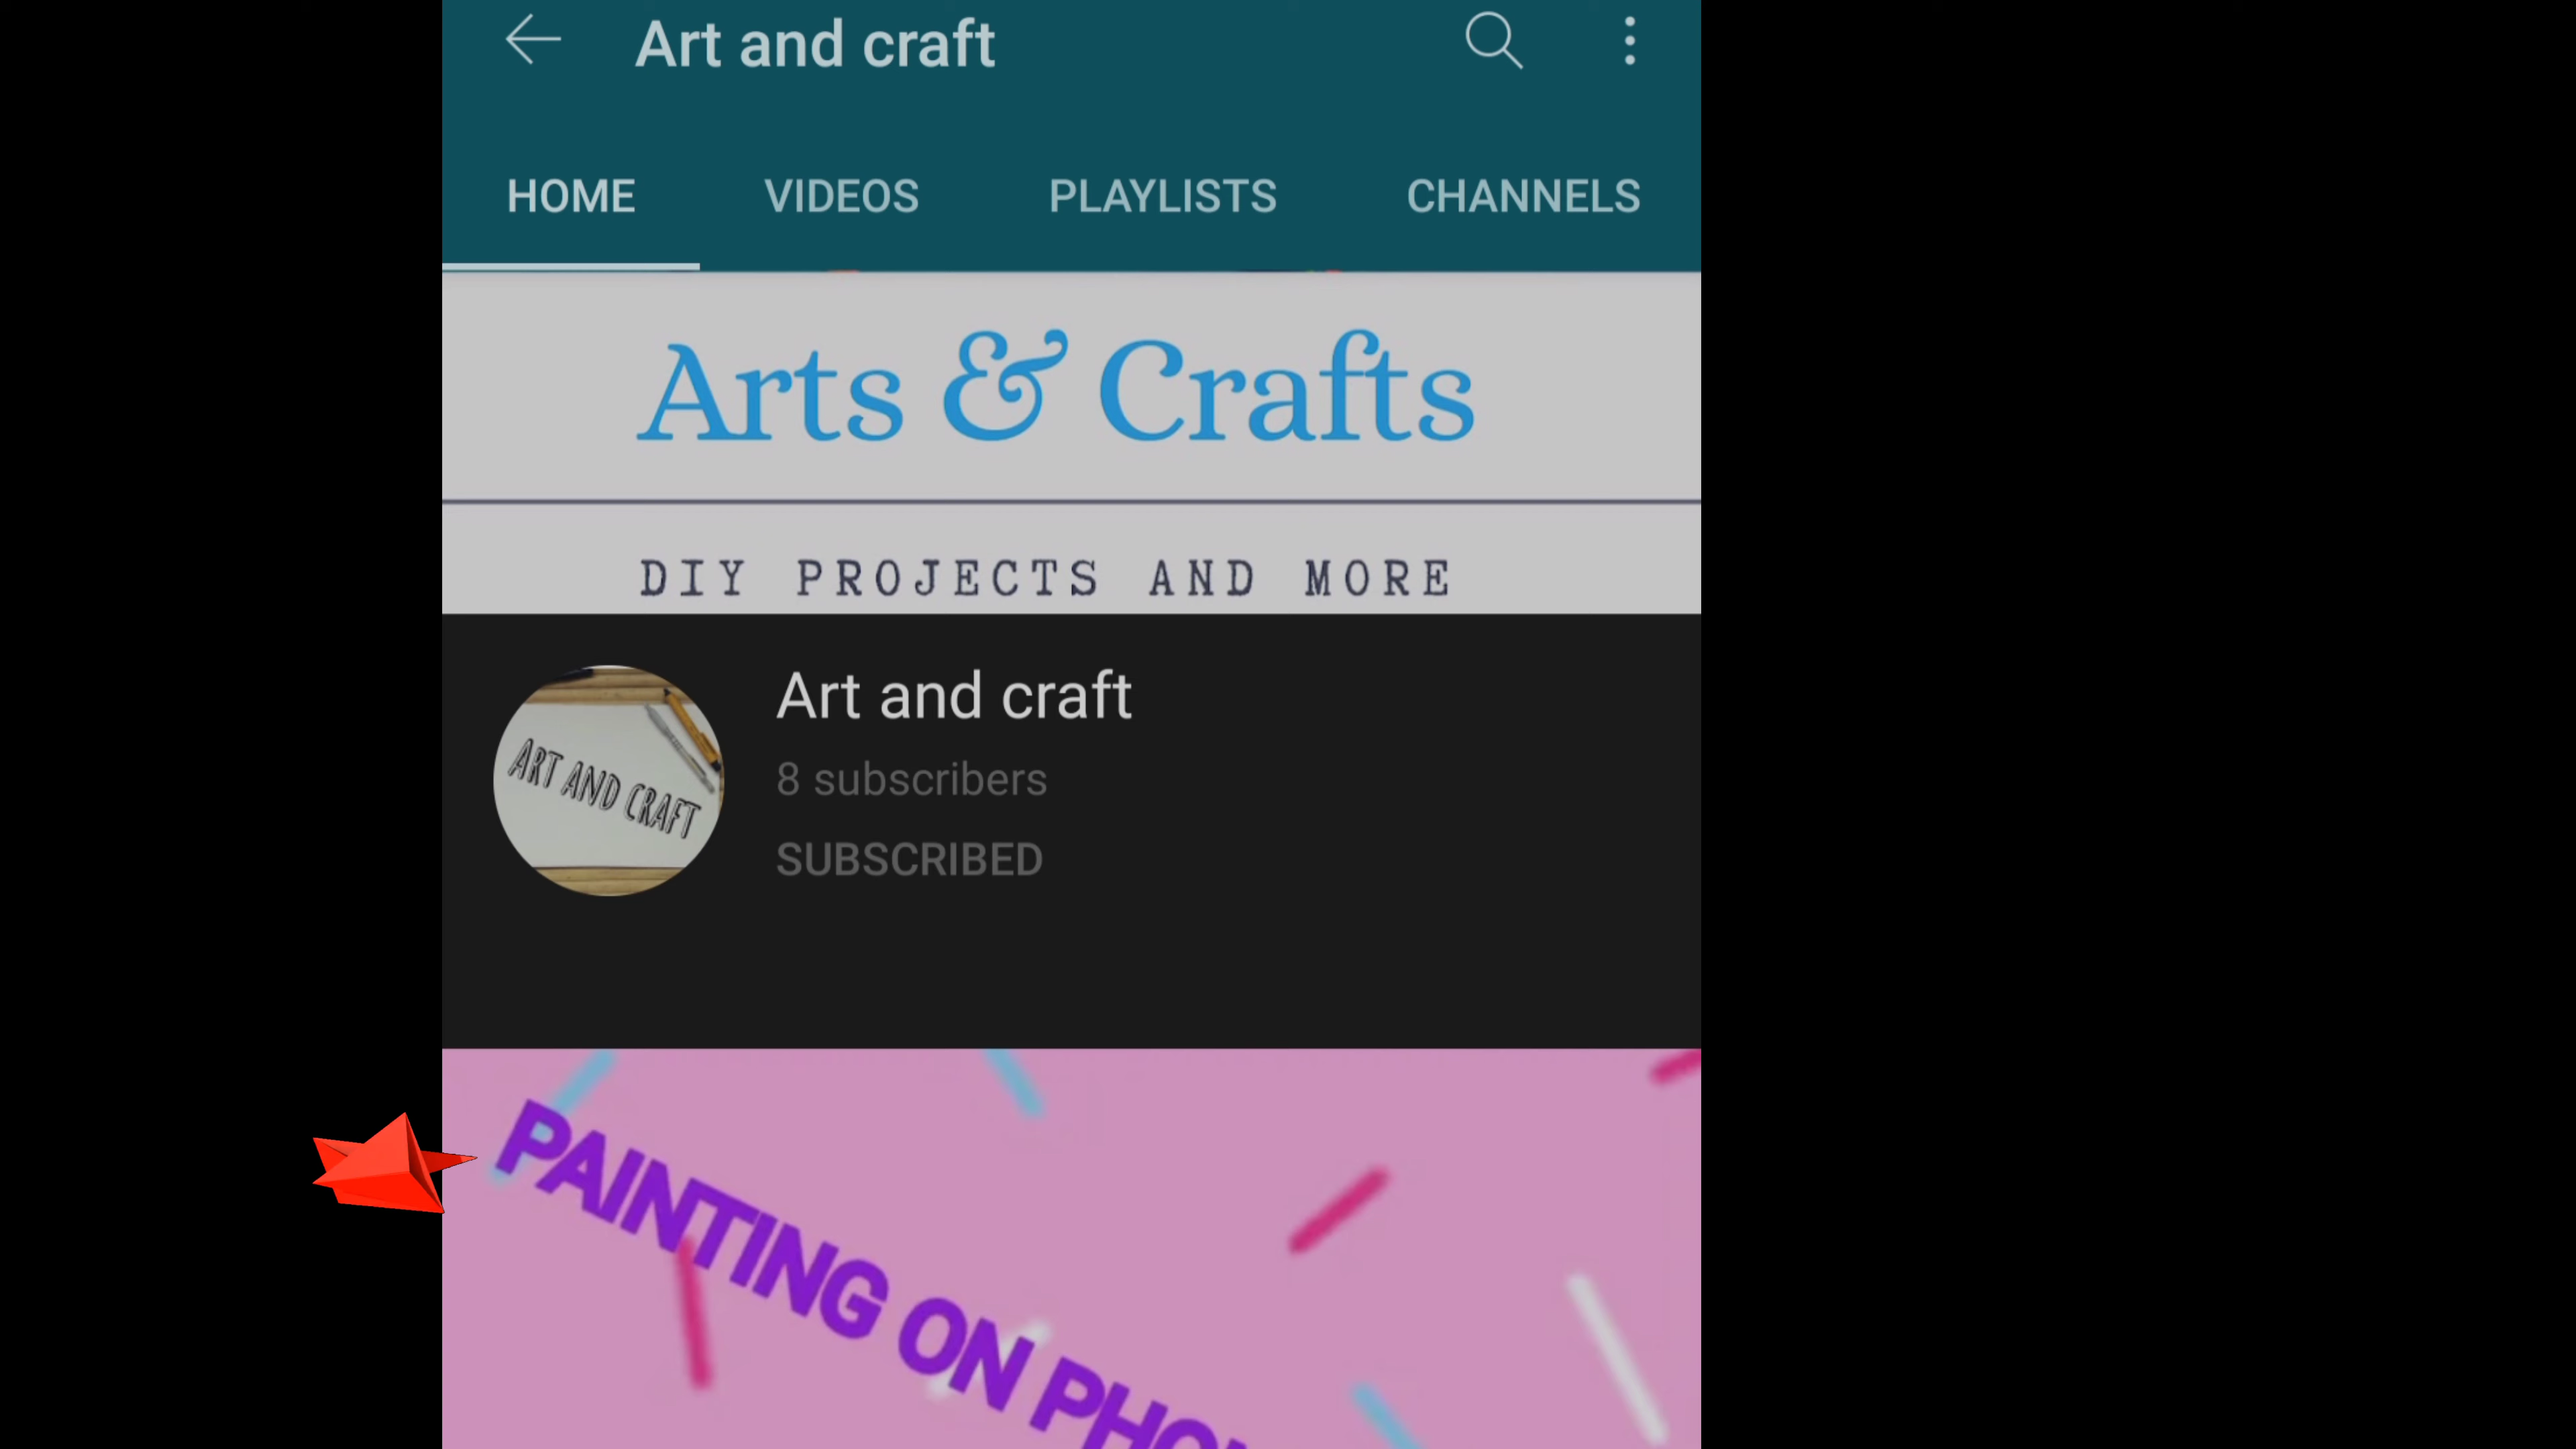 Art and craft
HOME VIDEOS PLAYLISTS CHANNELS
Arts & Crafts
DIY PROJECTS AND MORE
Art and craft
8 subscribers
SUBSCRIBED
ART AND CRAFT
PAINTING ON